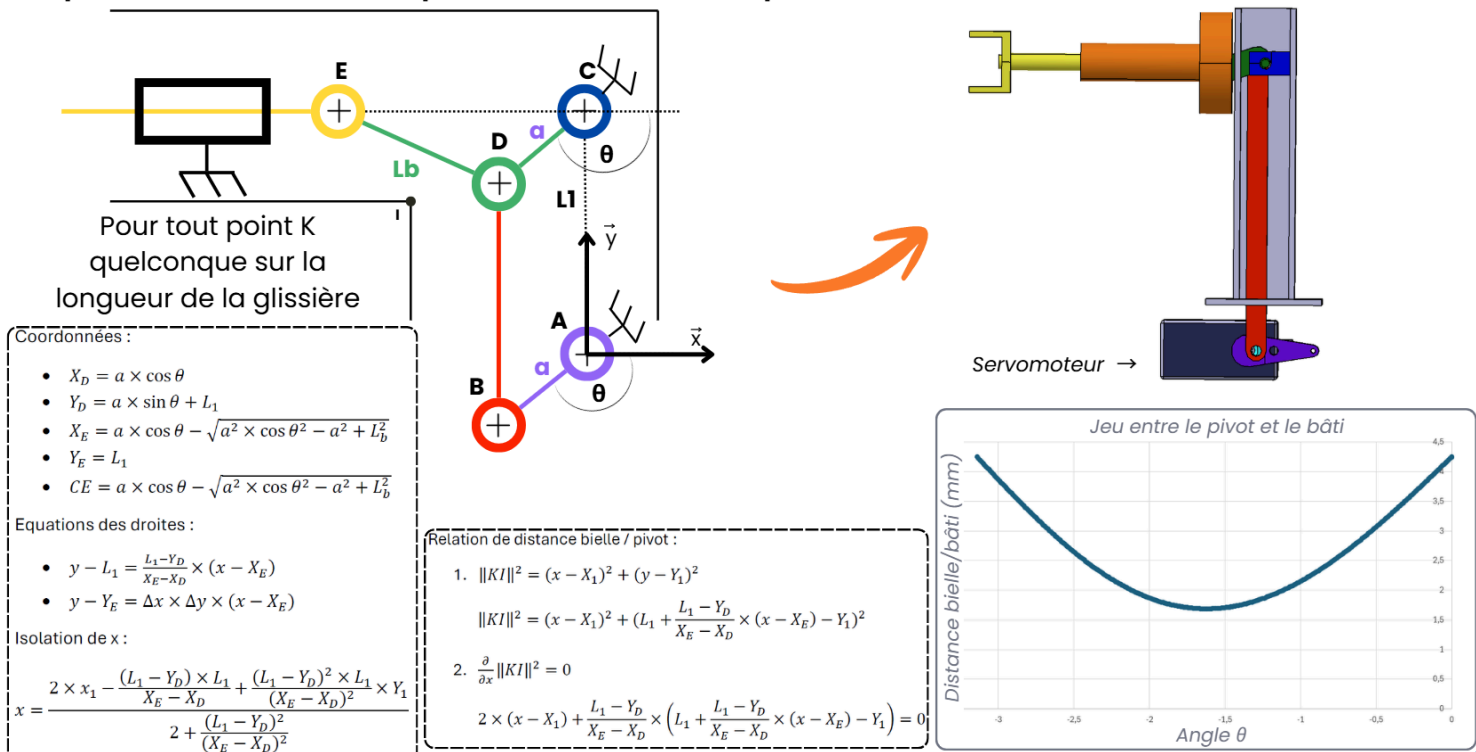 E
C
D
a
θ
Lb
L1
I
y⃗
A
x⃗
a
θ
B
Pour tout point K
quelconque sur la
longueur de la glissière
Coordonnées :
• X_D = a × cos θ
• Y_D = a × sin θ + L_1
• X_E = a × cos θ − √(a² × cos θ² − a² + L_b²)
• Y_E = L_1
• CE = a × cos θ − √(a² × cos θ² − a² + L_b²)
Equations des droites :
• y − L_1 = (L_1−Y_D)/(X_E−X_D) × (x − X_E)
• y − Y_E = Δx × Δy × (x − X_E)
Isolation de x :
x = (2 × x_1 − ((L_1 − Y_D) × L_1)/(X_E − X_D) + ((L_1 − Y_D)² × L_1)/((X_E − X_D)²) × Y_1) / (2 + (L_1 − Y_D)²/(X_E − X_D)²)
Relation de distance bielle / pivot :
1. ‖KI‖² = (x − X_1)² + (y − Y_1)²
‖KI‖² = (x − X_1)² + (L_1 + (L_1 − Y_D)/(X_E − X_D) × (x − X_E) − Y_1)²
2. ∂/∂x ‖KI‖² = 0
2 × (x − X_1) + (L_1 − Y_D)/(X_E − X_D) × (L_1 + (L_1 − Y_D)/(X_E − X_D) × (x − X_E) − Y_1) = 0
Servomoteur →
Jeu entre le pivot et le bâti
Distance bielle/bâti (mm)
4,5
4
3,5
3
2,5
2
1,5
1
0,5
0
-3
-2,5
-2
-1,5
-1
-0,5
0
Angle θ